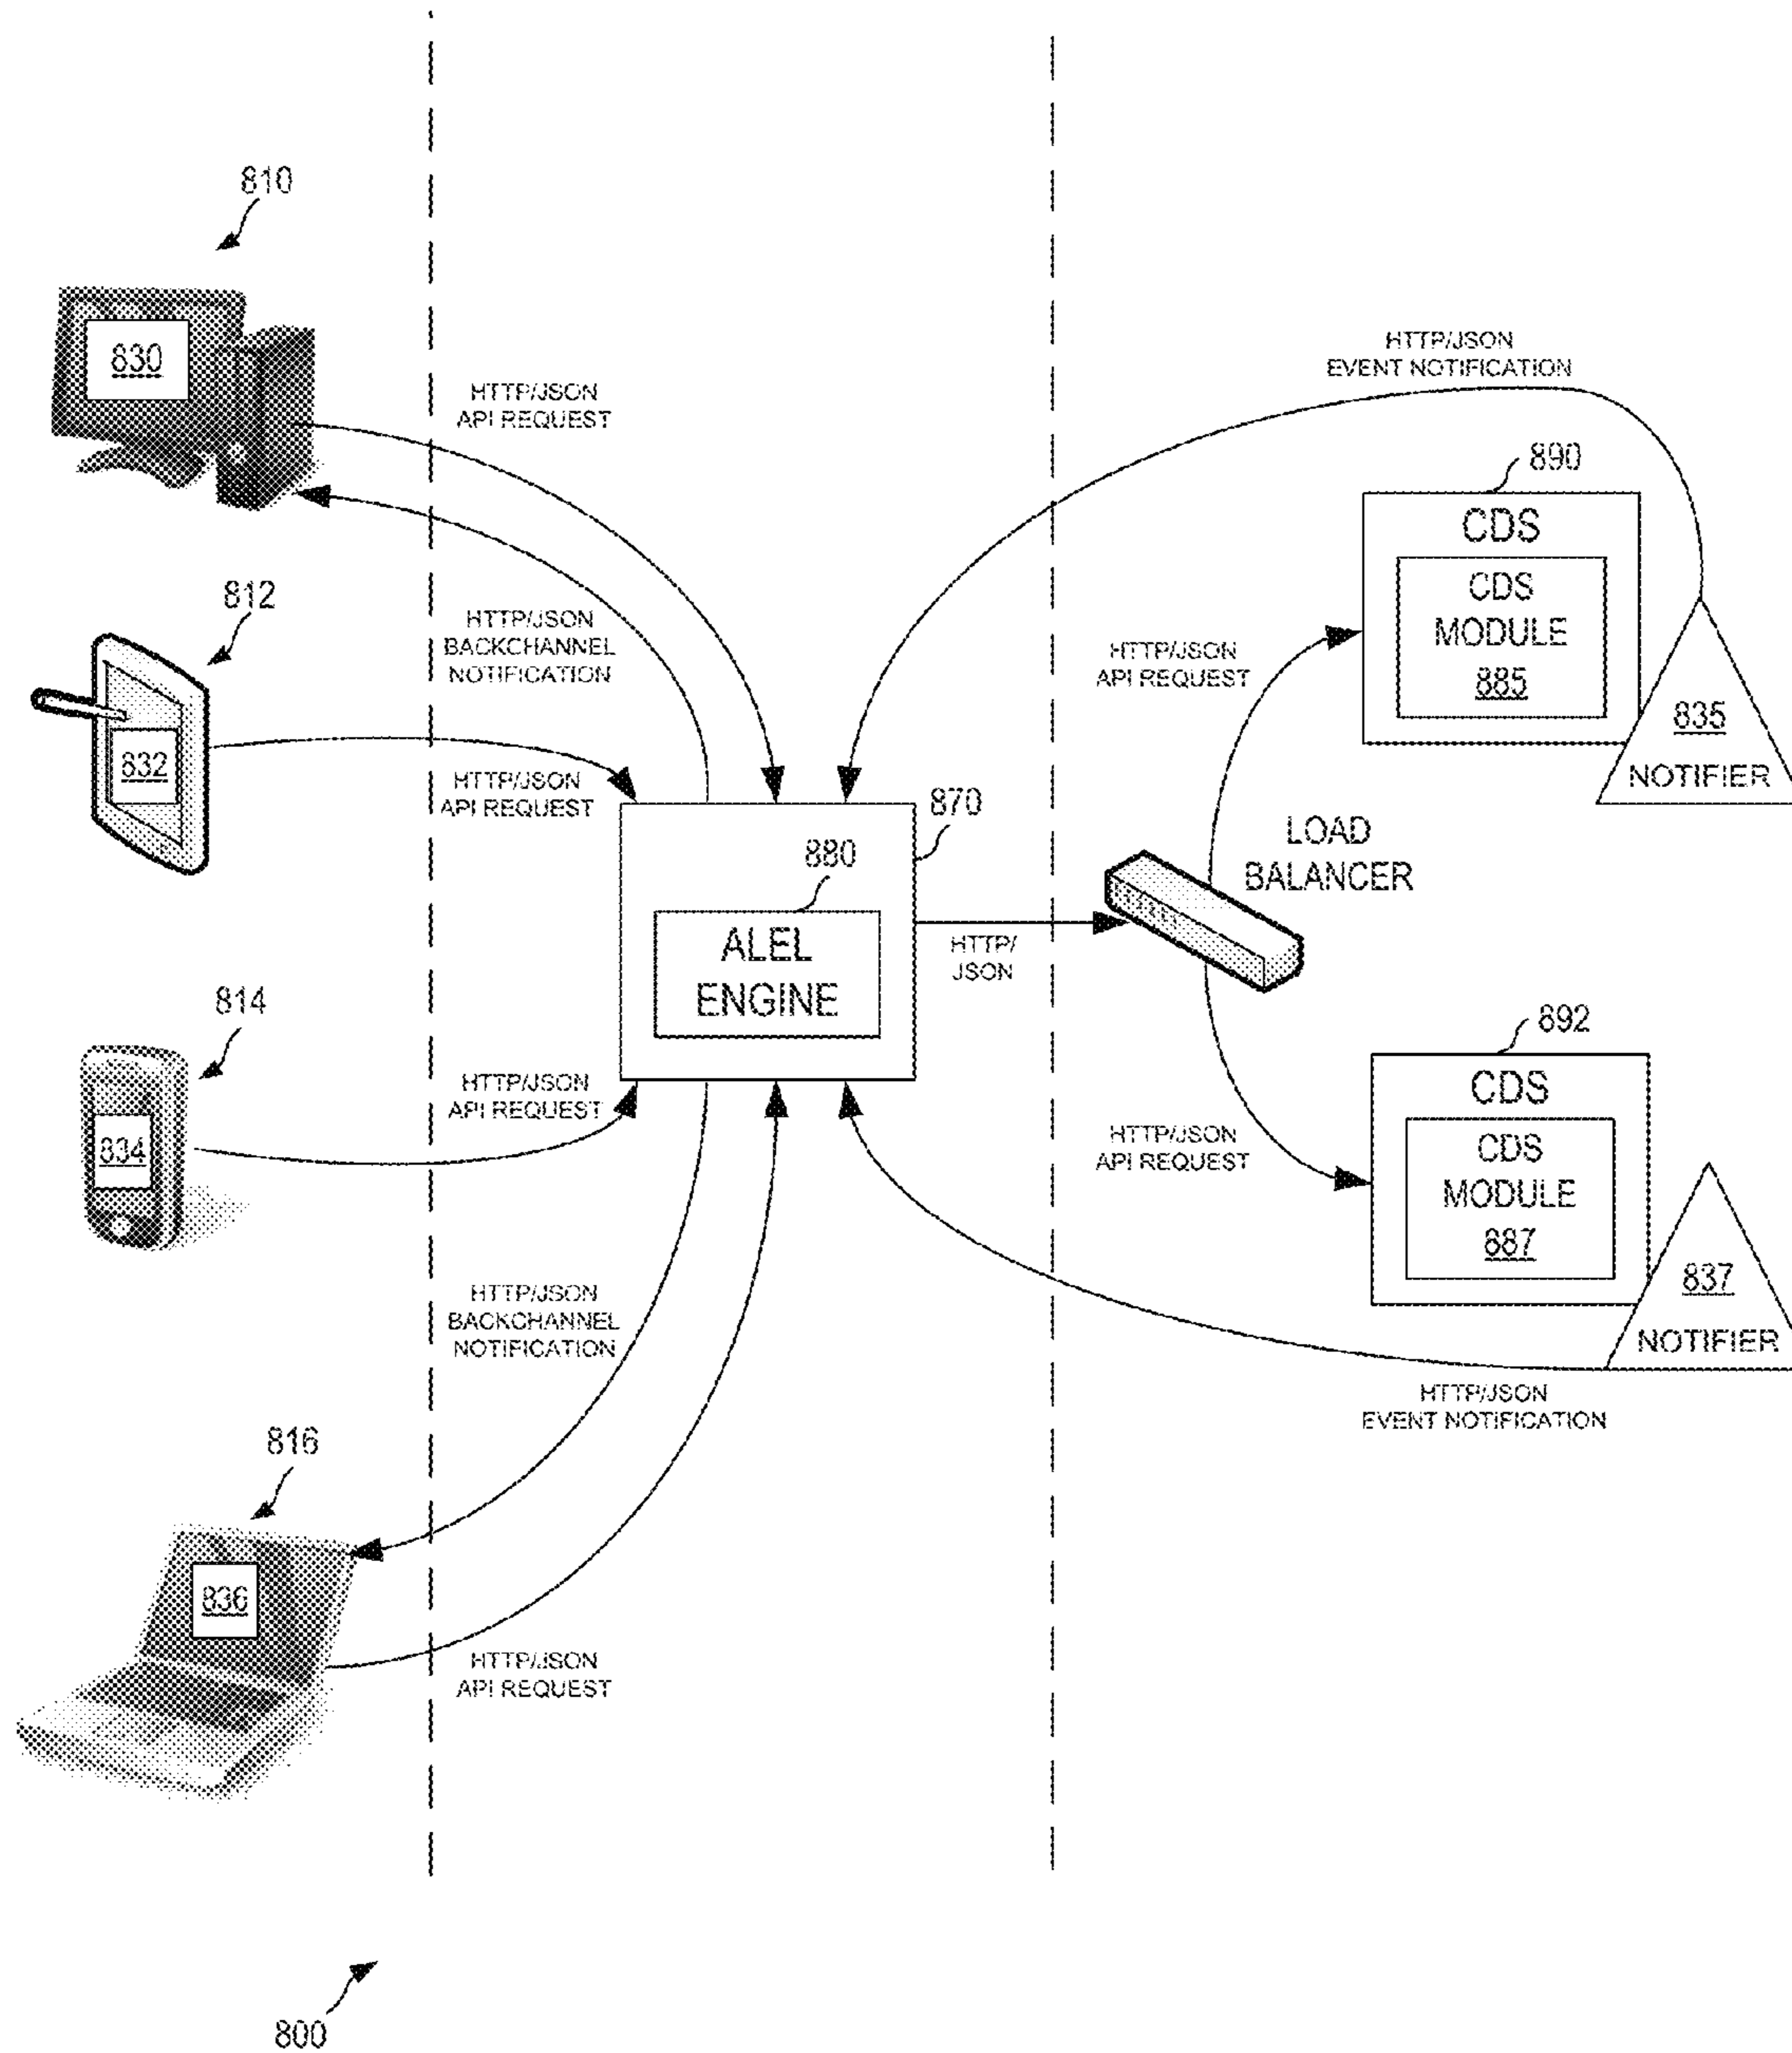 810
830
HTTP/JSON
API REQUEST
HTTP/JSON
BACKCHANNEL
NOTIFICATION
812
832
HTTP/JSON
API REQUEST
870
880
ALEL
ENGINE
HTTP/
JSON
814
834
HTTP/JSON
API REQUEST
HTTP/JSON
BACKCHANNEL
NOTIFICATION
816
836
HTTP/JSON
API REQUEST
HTTP/JSON
EVENT NOTIFICATION
890
CDS
CDS
MODULE
885
835
NOTIFIER
HTTP/JSON
API REQUEST
LOAD
BALANCER
892
CDS
CDS
MODULE
887
837
NOTIFIER
HTTP/JSON
API REQUEST
HTTP/JSON
EVENT NOTIFICATION
800